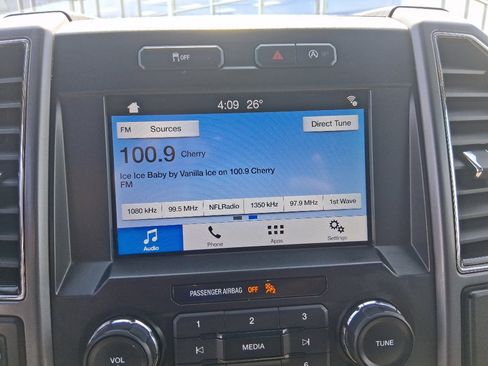 OFF
4:09 26°
FM Sources
Direct Tune
100.9 Cherry
Ice Ice Baby by Vanilla Ice on 100.9 Cherry
FM
1080 kHz 99.5 MHz NFLRadio 1350 kHz 97.9 MHz 1st Wave
Audio Phone Apps Settings
PASSENGER AIRBAG OFF
1 2 3
VOL MEDIA TUNE
6